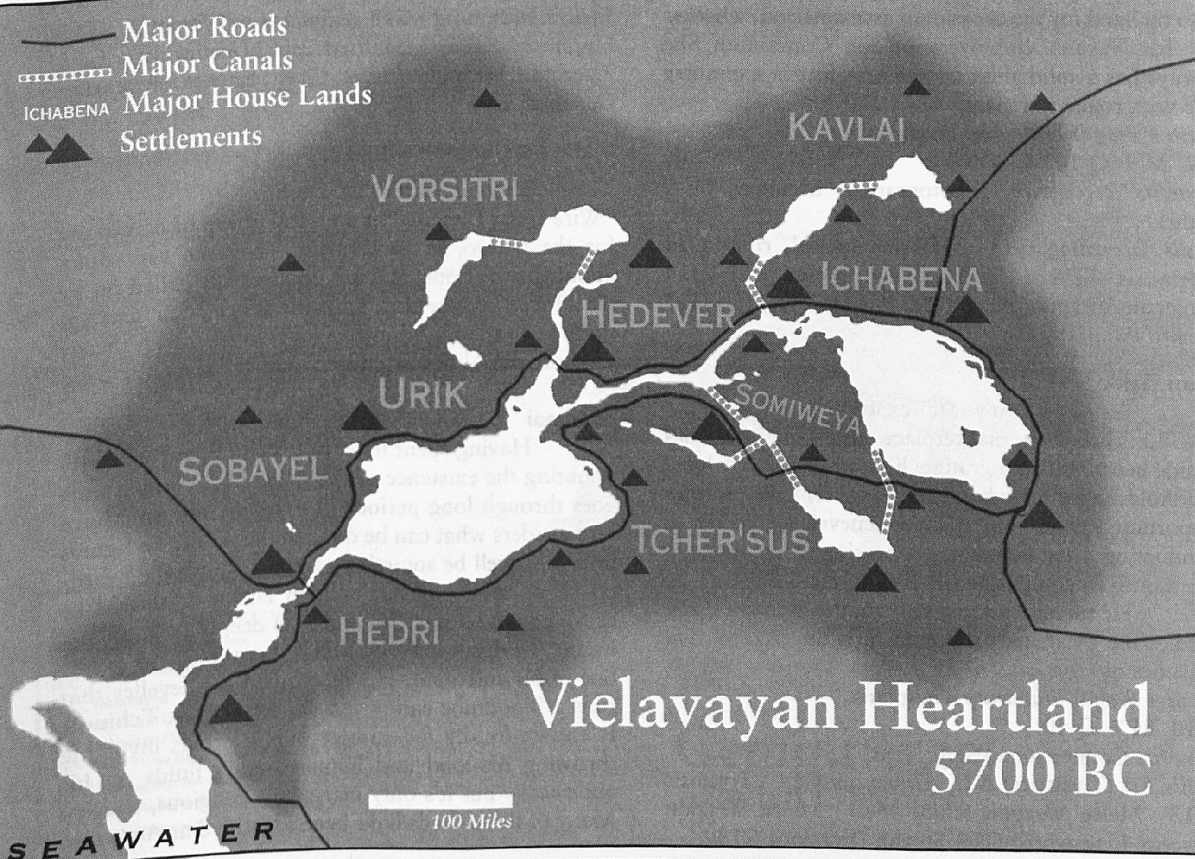 Major Roads
Major Canals
ICHABENA Major House Lands
Settlements
KAVLAI
VORSITRI
ICHABENA
HEDEVER
URIK
SOMIWEYA
SOBAYEL
TCHER'SUS
HEDRI
Vielavayan Heartland
5700 BC
100 Miles
SEAWATER